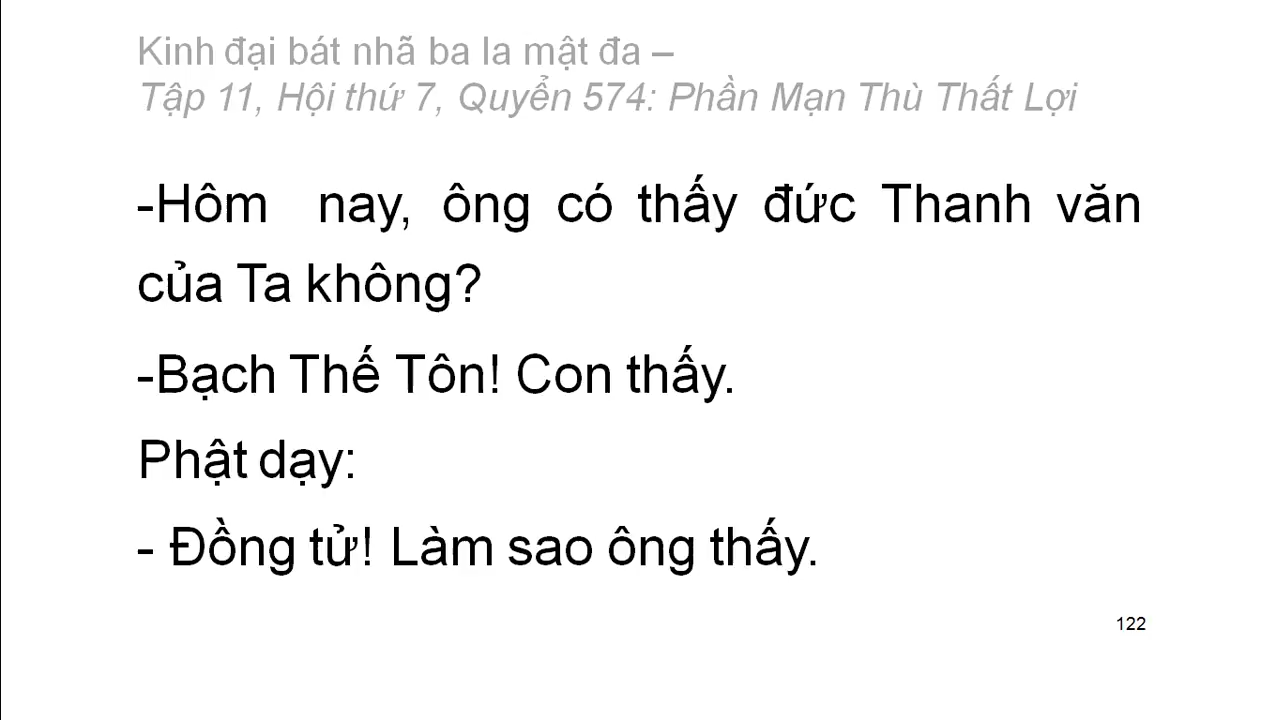 Kinh đại bát nhã ba la mật đa –
Tập 11, Hội thứ 7, Quyển 574: Phần Mạn Thù Thất Lợi
-Hôm nay, ông có thấy đức Thanh văn
của Ta không?
-Bạch Thế Tôn! Con thấy.
Phật dạy:
- Đồng tử! Làm sao ông thấy.
122